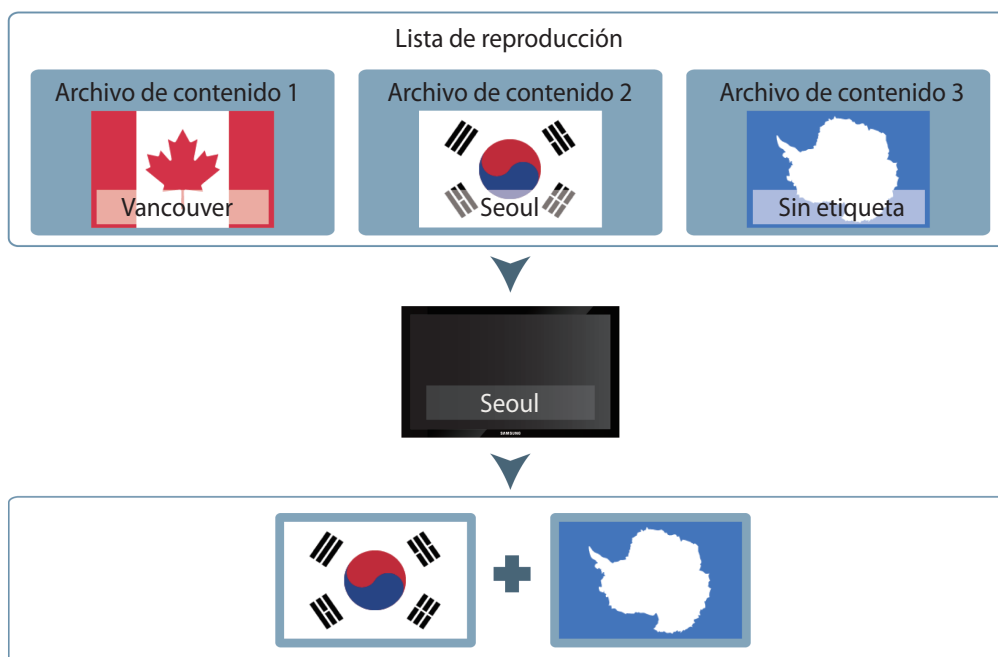 Lista de reproducción
Archivo de contenido 1
Archivo de contenido 2
Archivo de contenido 3
Vancouver
Seoul
Sin etiqueta
Seoul
SAMSUNG